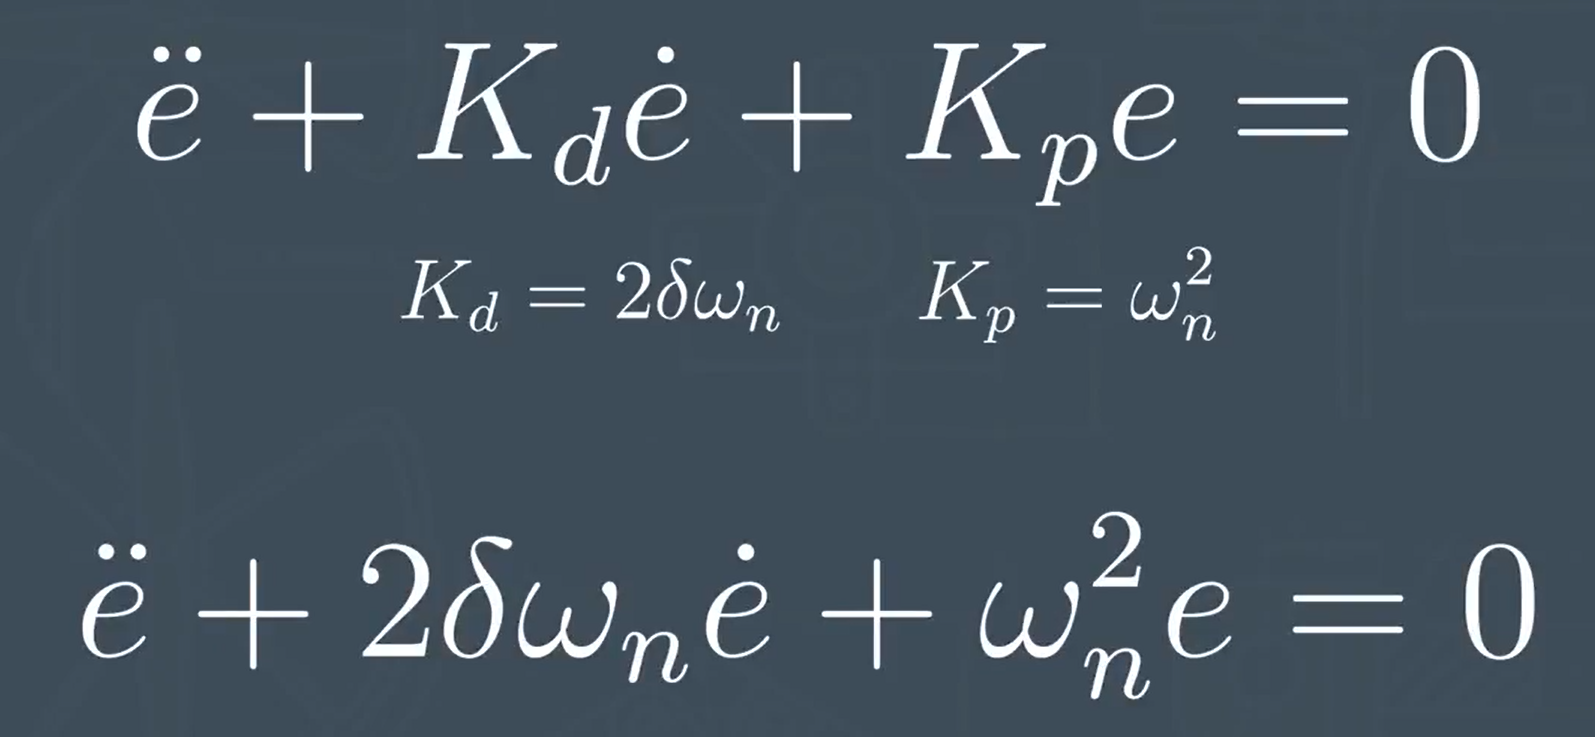 ë + K_d ė + K_p e = 0
K_d = 2δω_n   K_p = ω_n^2
ë + 2δω_n ė + ω_n^2 e = 0